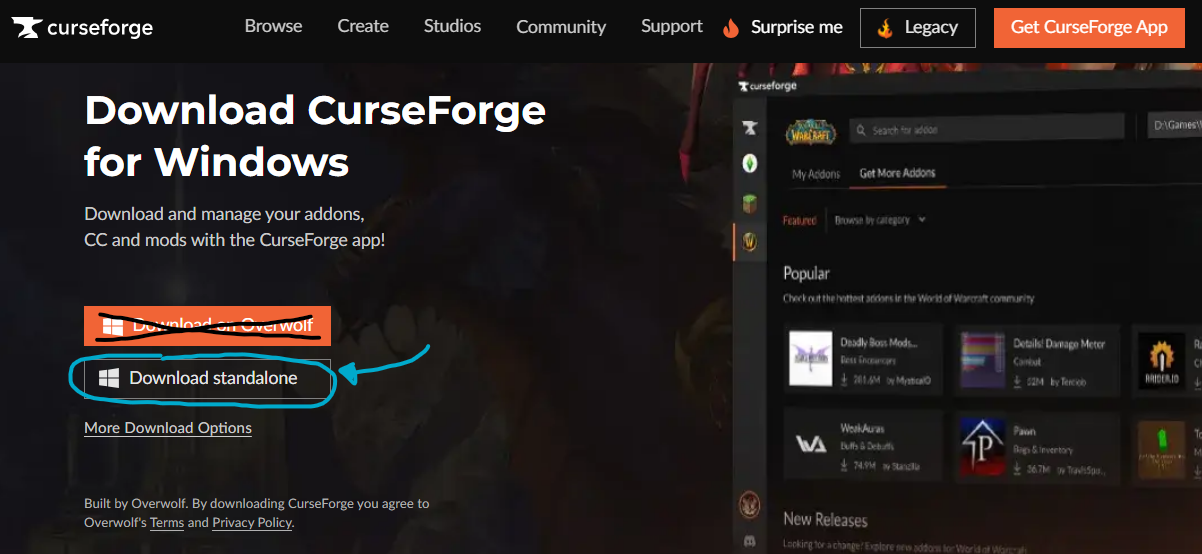 curseforge
Browse
Create
Studios
Community
Support
Surprise me
Legacy
Get CurseForge App
Download CurseForge
for Windows
Download and manage your addons,
CC and mods with the CurseForge app!
Download on Overwolf
Download standalone
More Download Options
Built by Overwolf. By downloading CurseForge you agree to
Overwolf's Terms and Privacy Policy.
curseforge
WARCRAFT
Search for addon
D:\Games\
My Addons
Get More Addons
Featured
Browse by category
Popular
Check out the hottest addons in the World of Warcraft community
Deadly Boss Mods...
Boss Encounters
281.6M by MysticalO
Details! Damage Meter
Combat
52M by Terciob
RAIDER.IO
WeakAuras
Buffs & Debuffs
74.9M by Stanzilla
Pawn
Bags & Inventory
36.7M by TravisSpo...
New Releases
Looking for a change? Explore new addons for World of Warcraft